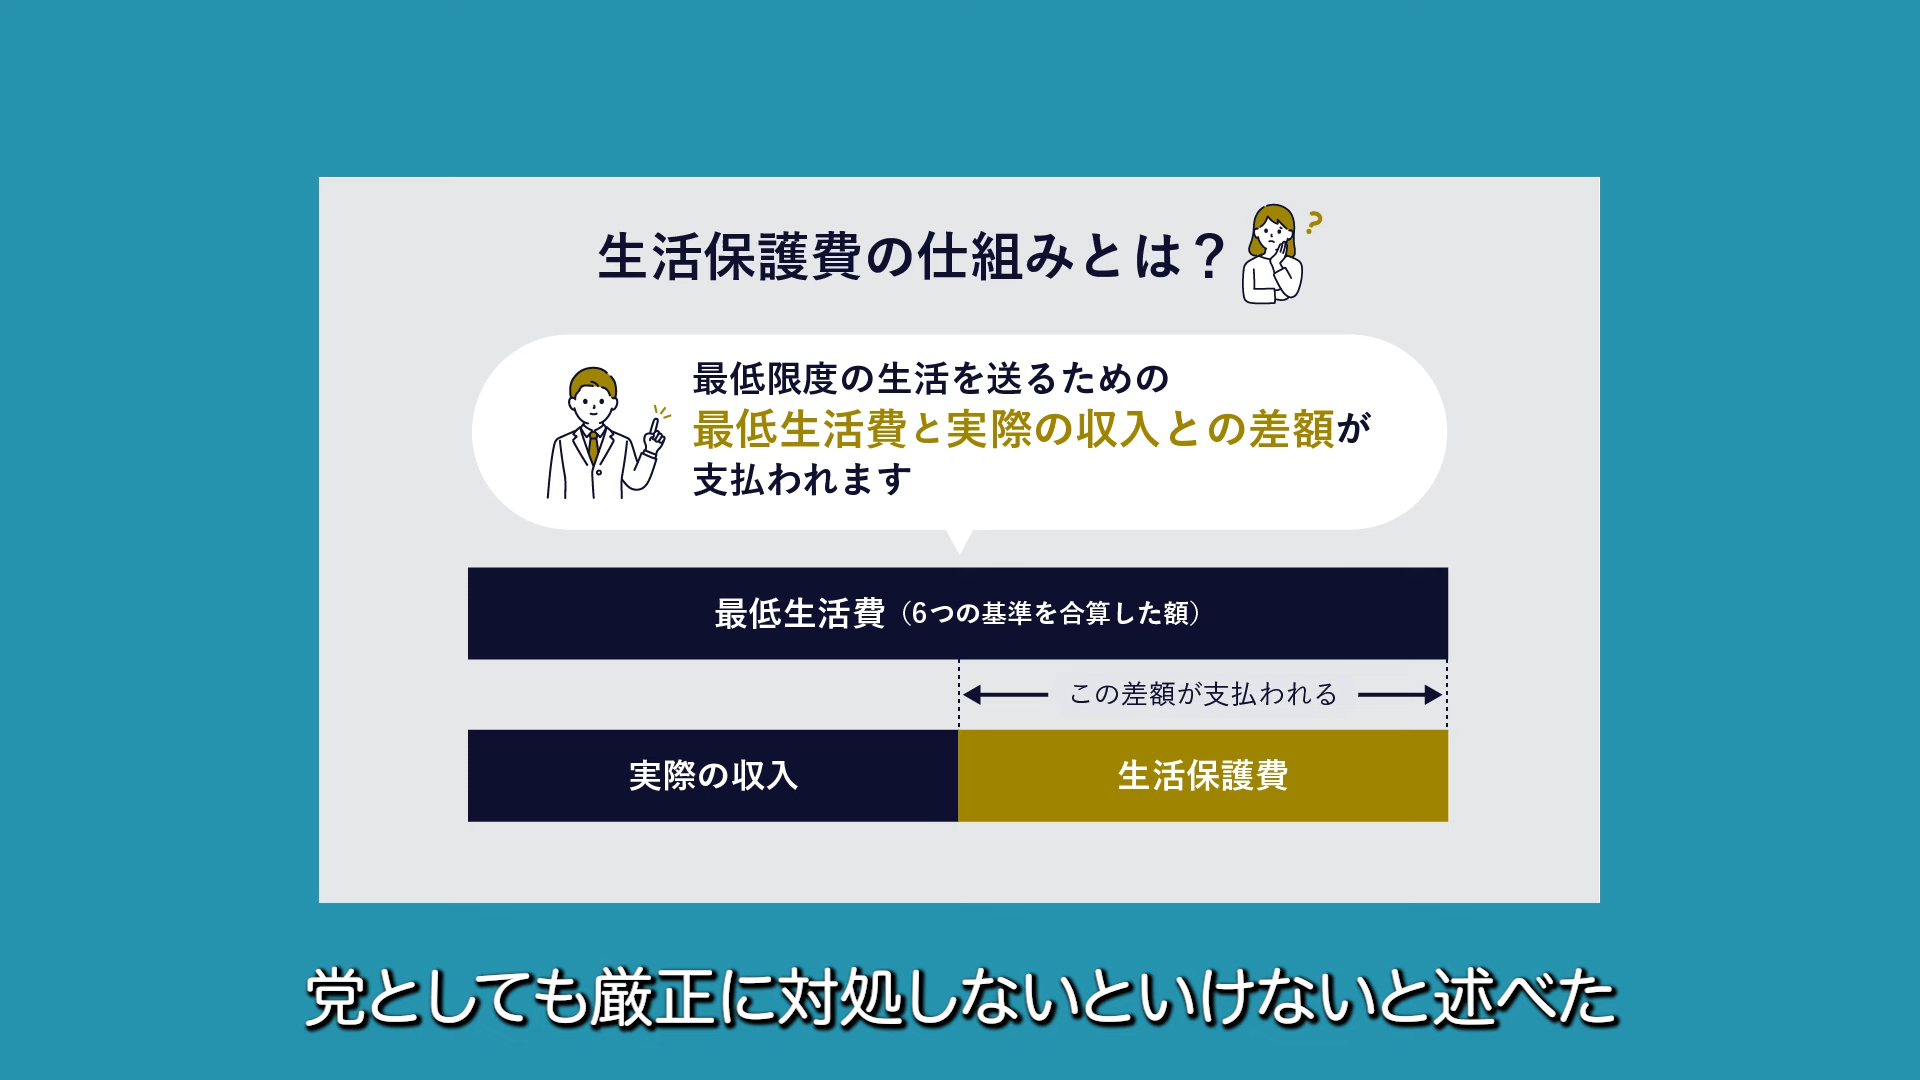 生活保護費の仕組みとは？
?
最低限度の生活を送るための
最低生活費と実際の収入との差額が
支払われます
最低生活費（6つの基準を合算した額）
この差額が支払われる
実際の収入
生活保護費
党としても厳正に対処しないといけないと述べた